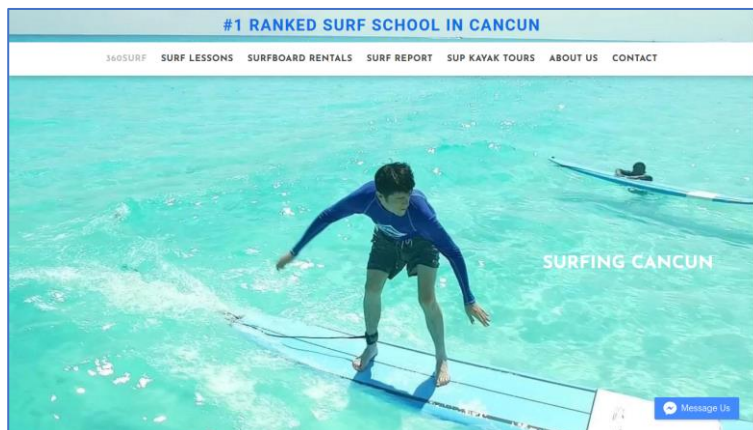 #1 RANKED SURF SCHOOL IN CANCUN
360SURF SURF LESSONS SURFBOARD RENTALS SURF REPORT SUP KAYAK TOURS ABOUT US CONTACT
SURFING CANCUN
Message Us